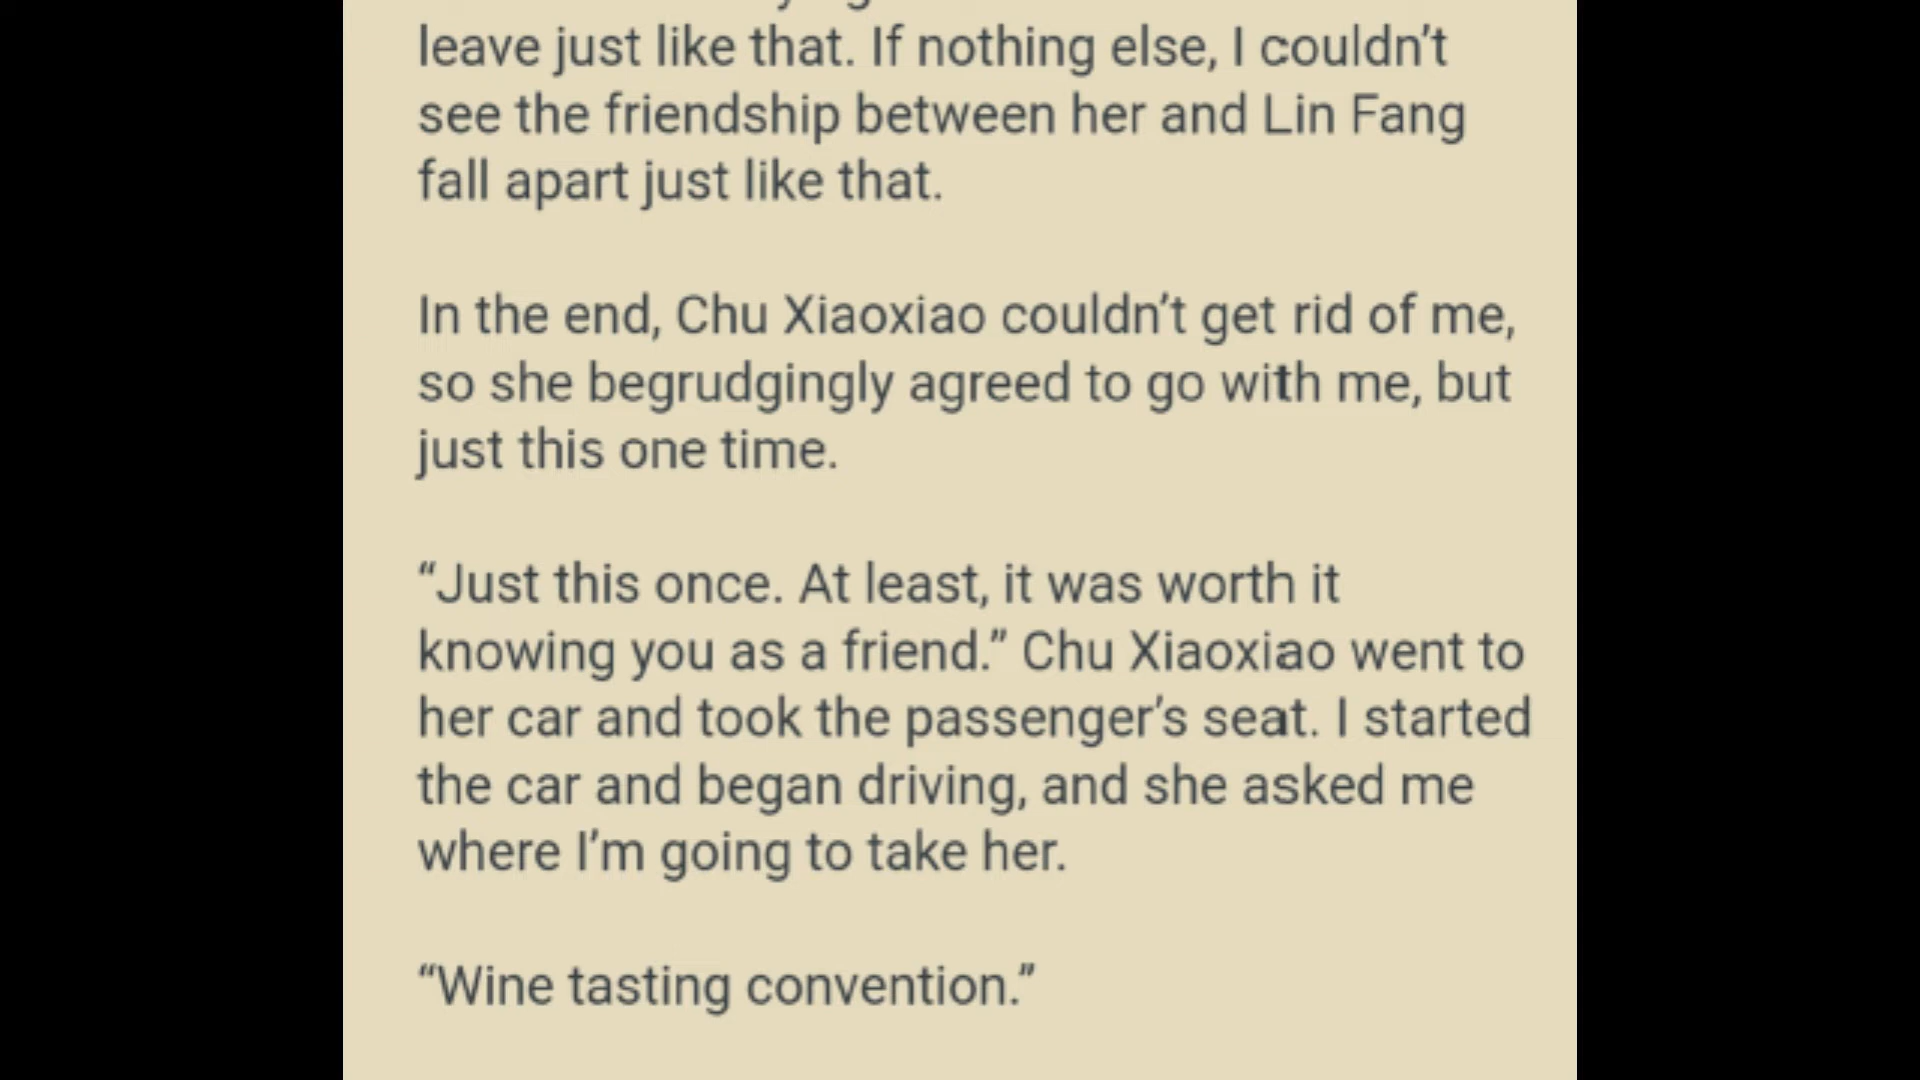 leave just like that. If nothing else, I couldn’t
see the friendship between her and Lin Fang
fall apart just like that.
In the end, Chu Xiaoxiao couldn’t get rid of me,
so she begrudgingly agreed to go with me, but
just this one time.
“Just this once. At least, it was worth it
knowing you as a friend.” Chu Xiaoxiao went to
her car and took the passenger’s seat. I started
the car and began driving, and she asked me
where I’m going to take her.
“Wine tasting convention.”